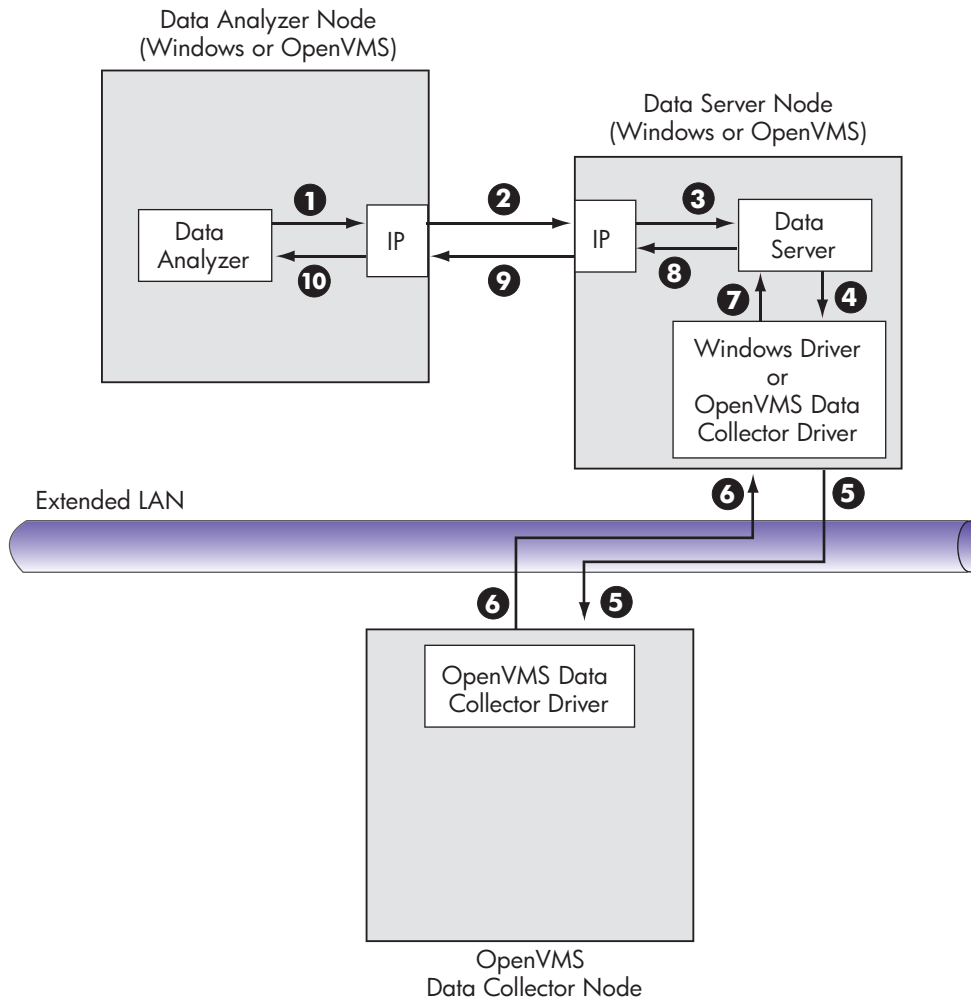 Data Analyzer Node
(Windows or OpenVMS)
Data Server Node
(Windows or OpenVMS)
1
2
3
Data
Analyzer
IP
IP
Data
Server
10
9
8
7
4
Windows Driver
or
OpenVMS Data
Collector Driver
6
5
Extended LAN
6
5
OpenVMS Data
Collector Driver
OpenVMS
Data Collector Node